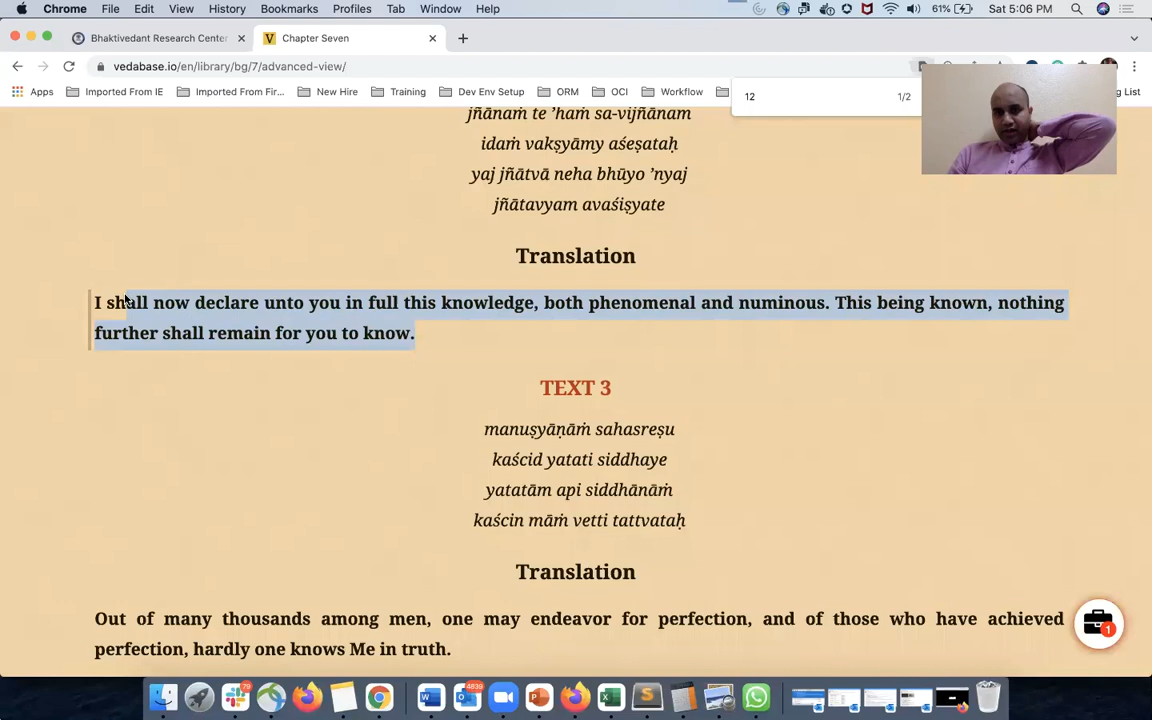 Chrome File Edit View History Bookmarks Profiles Tab Window Help 61% Sat 5:06 PM
Bhaktivedant Research Center Chapter Seven
vedabase.io/en/library/bg/7/advanced-view/
Apps Imported From IE Imported From Fir... New Hire Training Dev Env Setup ORM OCI Workflow ng List
12 1/2
jñānaṁ te ’haṁ sa-vijñānam
idaṁ vakṣyāmy aśeṣataḥ
yaj jñātvā neha bhūyo ’nyaj
jñātavyam avaśiṣyate
Translation
I shall now declare unto you in full this knowledge, both phenomenal and numinous. This being known, nothing
further shall remain for you to know.
TEXT 3
manuṣyāṇāṁ sahasreṣu
kaścid yatati siddhaye
yatatām api siddhānāṁ
kaścin māṁ vetti tattvataḥ
Translation
Out of many thousands among men, one may endeavor for perfection, and of those who have achieved
perfection, hardly one knows Me in truth.
1
79 4839